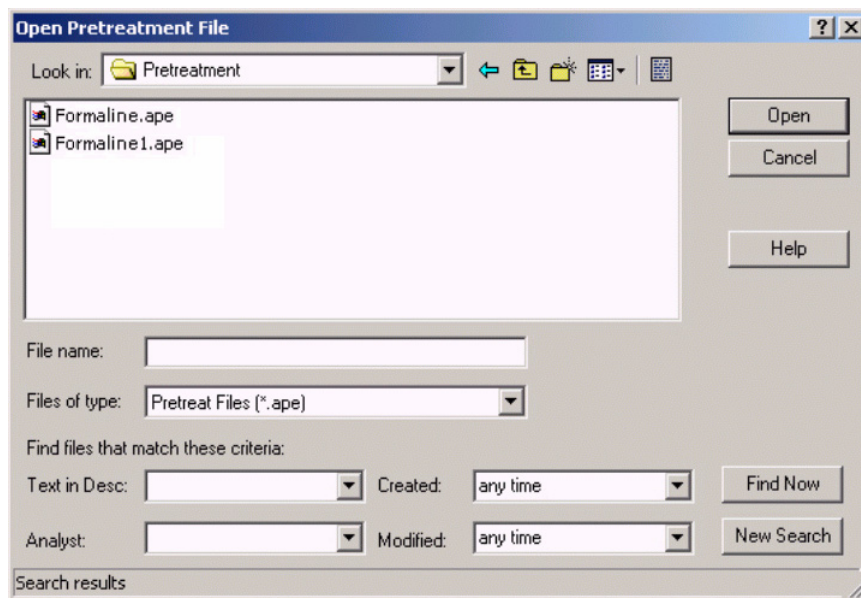 Open Pretreatment File
Look in: Pretreatment
Formaline.ape
Formaline1.ape
Open
Cancel
Help
File name:
Files of type: Pretreat Files (*.ape)
Find files that match these criteria:
Text in Desc: Created: any time Find Now
Analyst: Modified: any time New Search
Search results